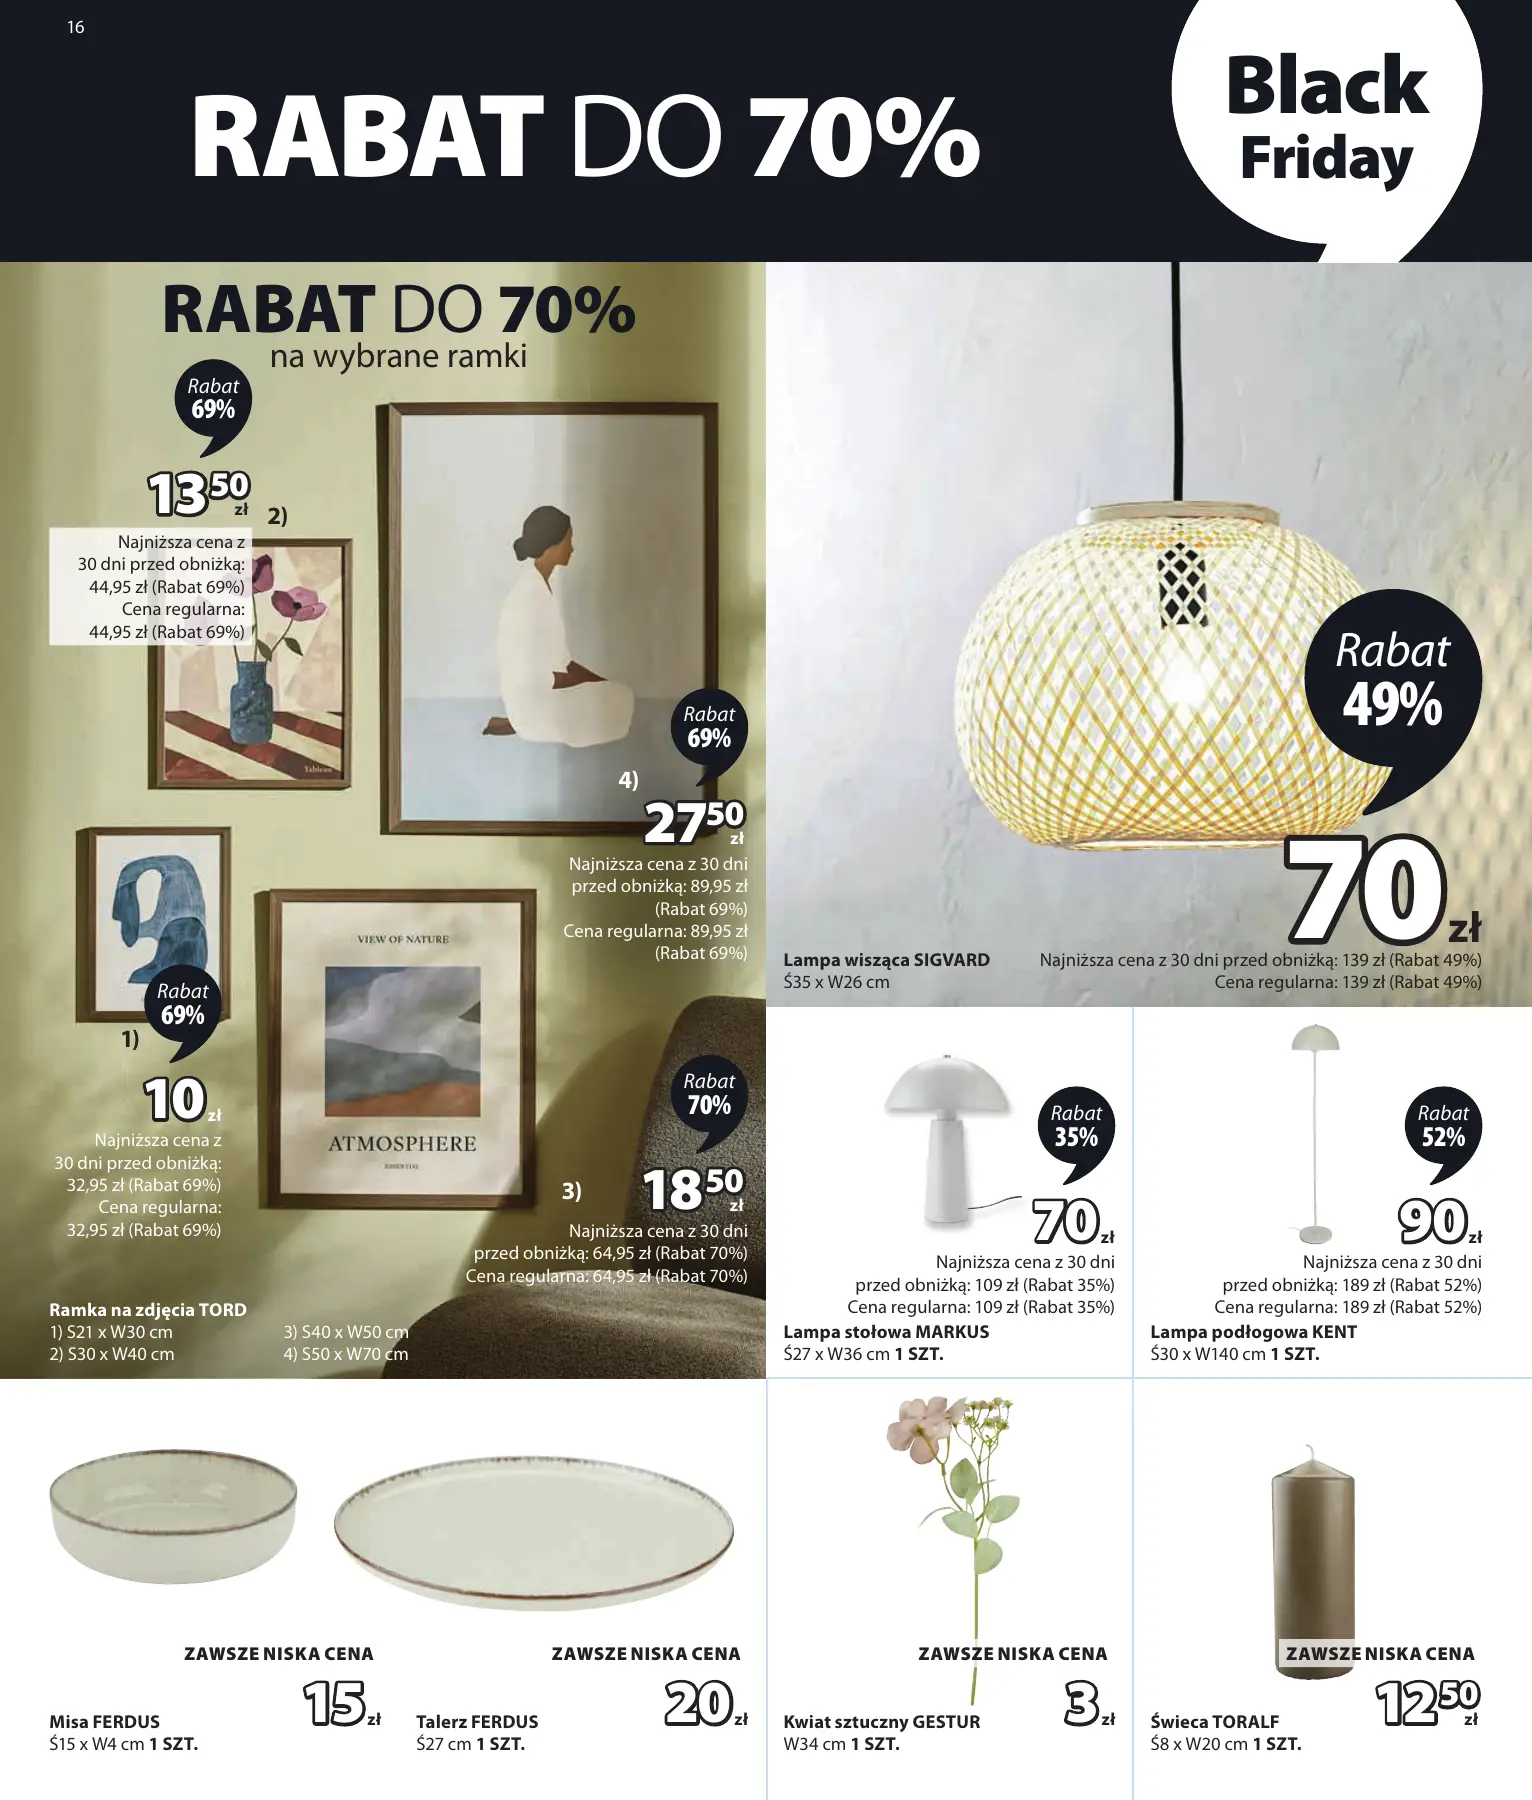 16
RABAT DO 70%
Black
Friday
RABAT DO 70%
na wybrane ramki
Rabat
69%
1350
zł
2)
Najniższa cena z
30 dni przed obniżką:
44,95 zł (Rabat 69%)
Cena regularna:
44,95 zł (Rabat 69%)
Tableau
Rabat
69%
4)
2750
zł
Najniższa cena z 30 dni
przed obniżką: 89,95 zł
(Rabat 69%)
Cena regularna: 89,95 zł
(Rabat 69%)
Rabat
69%
1)
10 zł
Najniższa cena z
30 dni przed obniżką:
32,95 zł (Rabat 69%)
Cena regularna:
32,95 zł (Rabat 69%)
VIEW OF NATURE
ATMOSPHERE
ESSENTIAL
Rabat
70%
3)
1850
zł
Najniższa cena z 30 dni
przed obniżką: 64,95 zł (Rabat 70%)
Cena regularna: 64,95 zł (Rabat 70%)
Ramka na zdjęcia TORD
1) S21 x W30 cm
2) S30 x W40 cm
3) S40 x W50 cm
4) S50 x W70 cm
Rabat
49%
70 zł
Lampa wisząca SIGVARD
Ś35 x W26 cm
Najniższa cena z 30 dni przed obniżką: 139 zł (Rabat 49%)
Cena regularna: 139 zł (Rabat 49%)
Rabat
35%
70 zł
Najniższa cena z 30 dni
przed obniżką: 109 zł (Rabat 35%)
Cena regularna: 109 zł (Rabat 35%)
Lampa stołowa MARKUS
Ś27 x W36 cm 1 SZT.
Rabat
52%
90 zł
Najniższa cena z 30 dni
przed obniżką: 189 zł (Rabat 52%)
Cena regularna: 189 zł (Rabat 52%)
Lampa podłogowa KENT
Ś30 x W140 cm 1 SZT.
ZAWSZE NISKA CENA
15 zł
Misa FERDUS
Ś15 x W4 cm 1 SZT.
ZAWSZE NISKA CENA
20 zł
Talerz FERDUS
Ś27 cm 1 SZT.
ZAWSZE NISKA CENA
3 zł
Kwiat sztuczny GESTUR
W34 cm 1 SZT.
ZAWSZE NISKA CENA
1250
zł
Świeca TORALF
Ś8 x W20 cm 1 SZT.